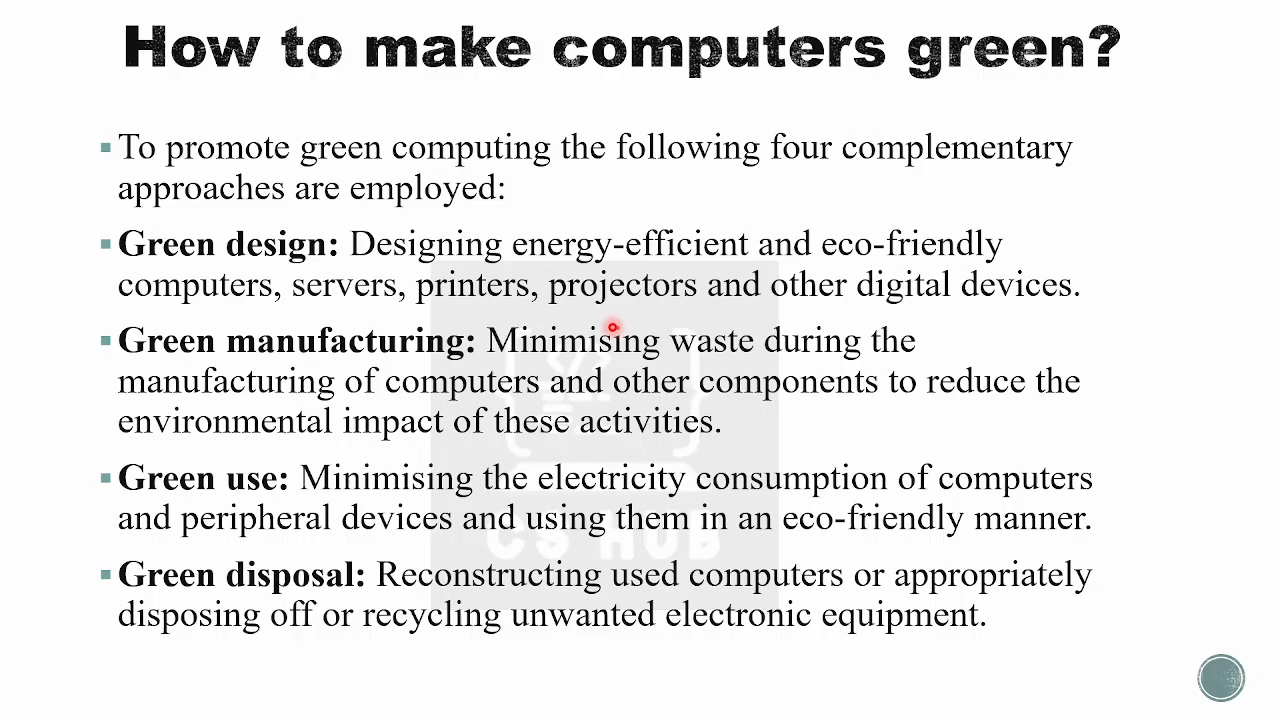 How to make computers green?
▪ To promote green computing the following four complementary
approaches are employed:
▪ Green design: Designing energy-efficient and eco-friendly
computers, servers, printers, projectors and other digital devices.
▪ Green manufacturing: Minimising waste during the
manufacturing of computers and other components to reduce the
environmental impact of these activities.
▪ Green use: Minimising the electricity consumption of computers
and peripheral devices and using them in an eco-friendly manner.
CS HUB
▪ Green disposal: Reconstructing used computers or appropriately
disposing off or recycling unwanted electronic equipment.